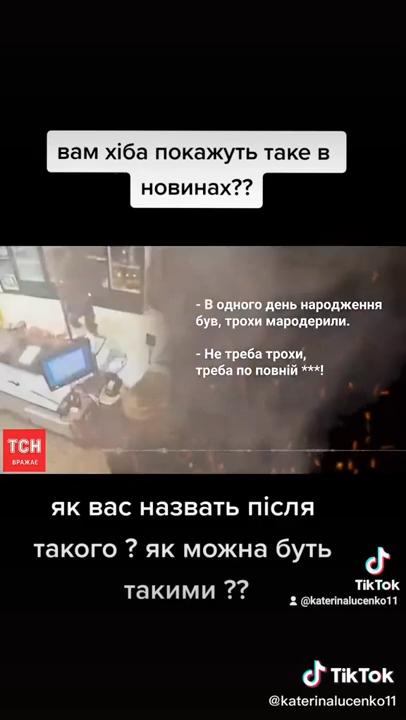 вам хіба покажуть таке в
новинах??
- В одного день народження
був, трохи мародерили.
- Не треба трохи,
треба по повній ***!
ТСН
ВРАЖАЄ
як вас назвать після
такого ? як можна буть
такими ??
TikTok
@katerinalucenko11
TikTok
@katerinalucenko11